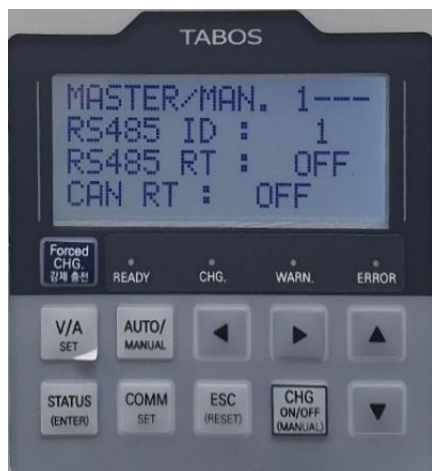 TABOS
MASTER/MAN. 1---
RS485 ID : 1
RS485 RT : OFF
CAN RT : OFF
Forced
CHG.
강제 충전
READY
CHG.
WARN.
ERROR
V/A
SET
AUTO/
MANUAL
STATUS
(ENTER)
COMM
SET
ESC
(RESET)
CHG
ON/OFF
(MANUAL)